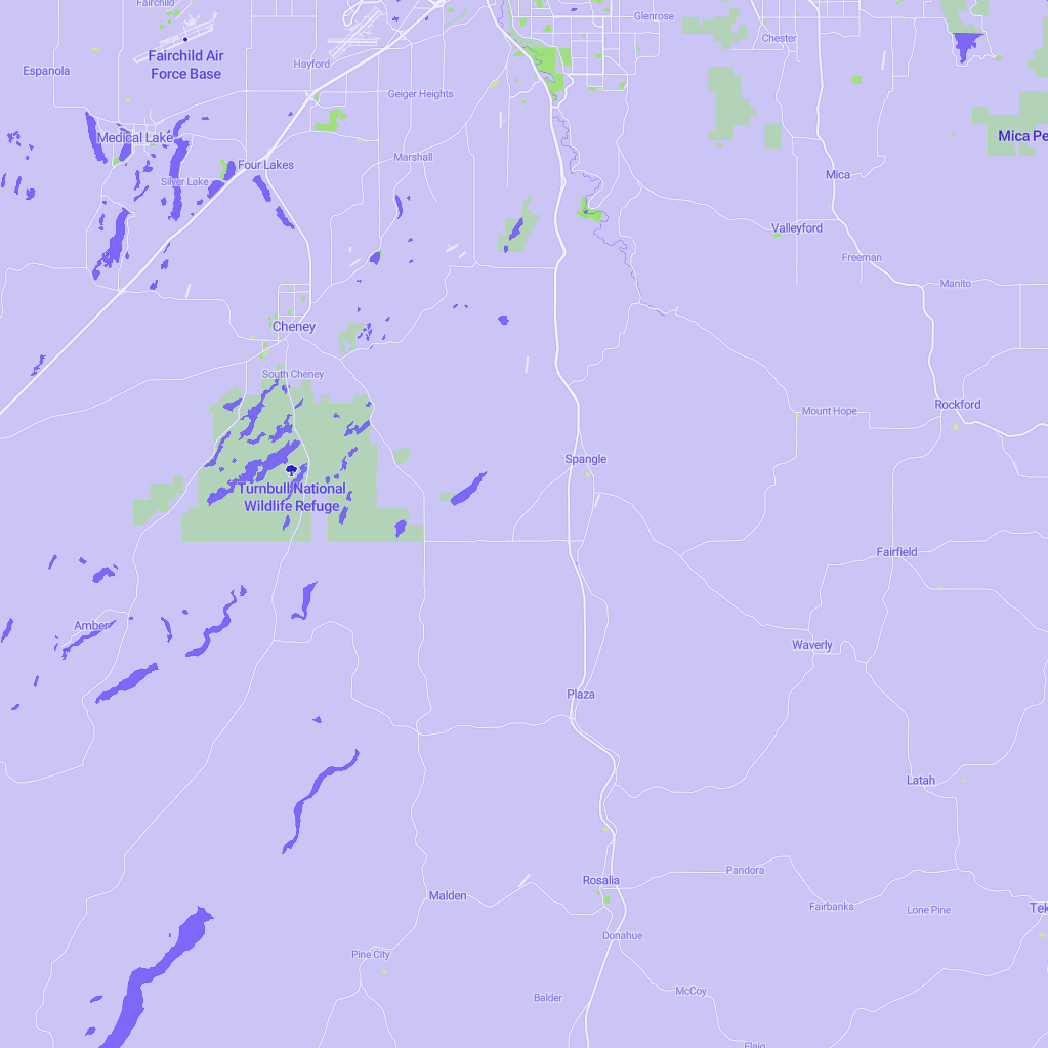 Fairchild
Glenrose
Chester
Fairchild Air
Force Base
Hayford
Espanola
Geiger Heights
Medical Lake
Mica Pe
Marshall
Four Lakes
Silver Lake
Mica
Valleyford
Freeman
Manito
Cheney
South Cheney
Mount Hope
Rockford
Spangle
Turnbull National
Wildlife Refuge
Fairfield
Amber
Waverly
Plaza
Latah
Pandora
Rosalia
Malden
Fairbanks
Lone Pine
Tek
Donahue
Pine City
McCoy
Balder
Flaig